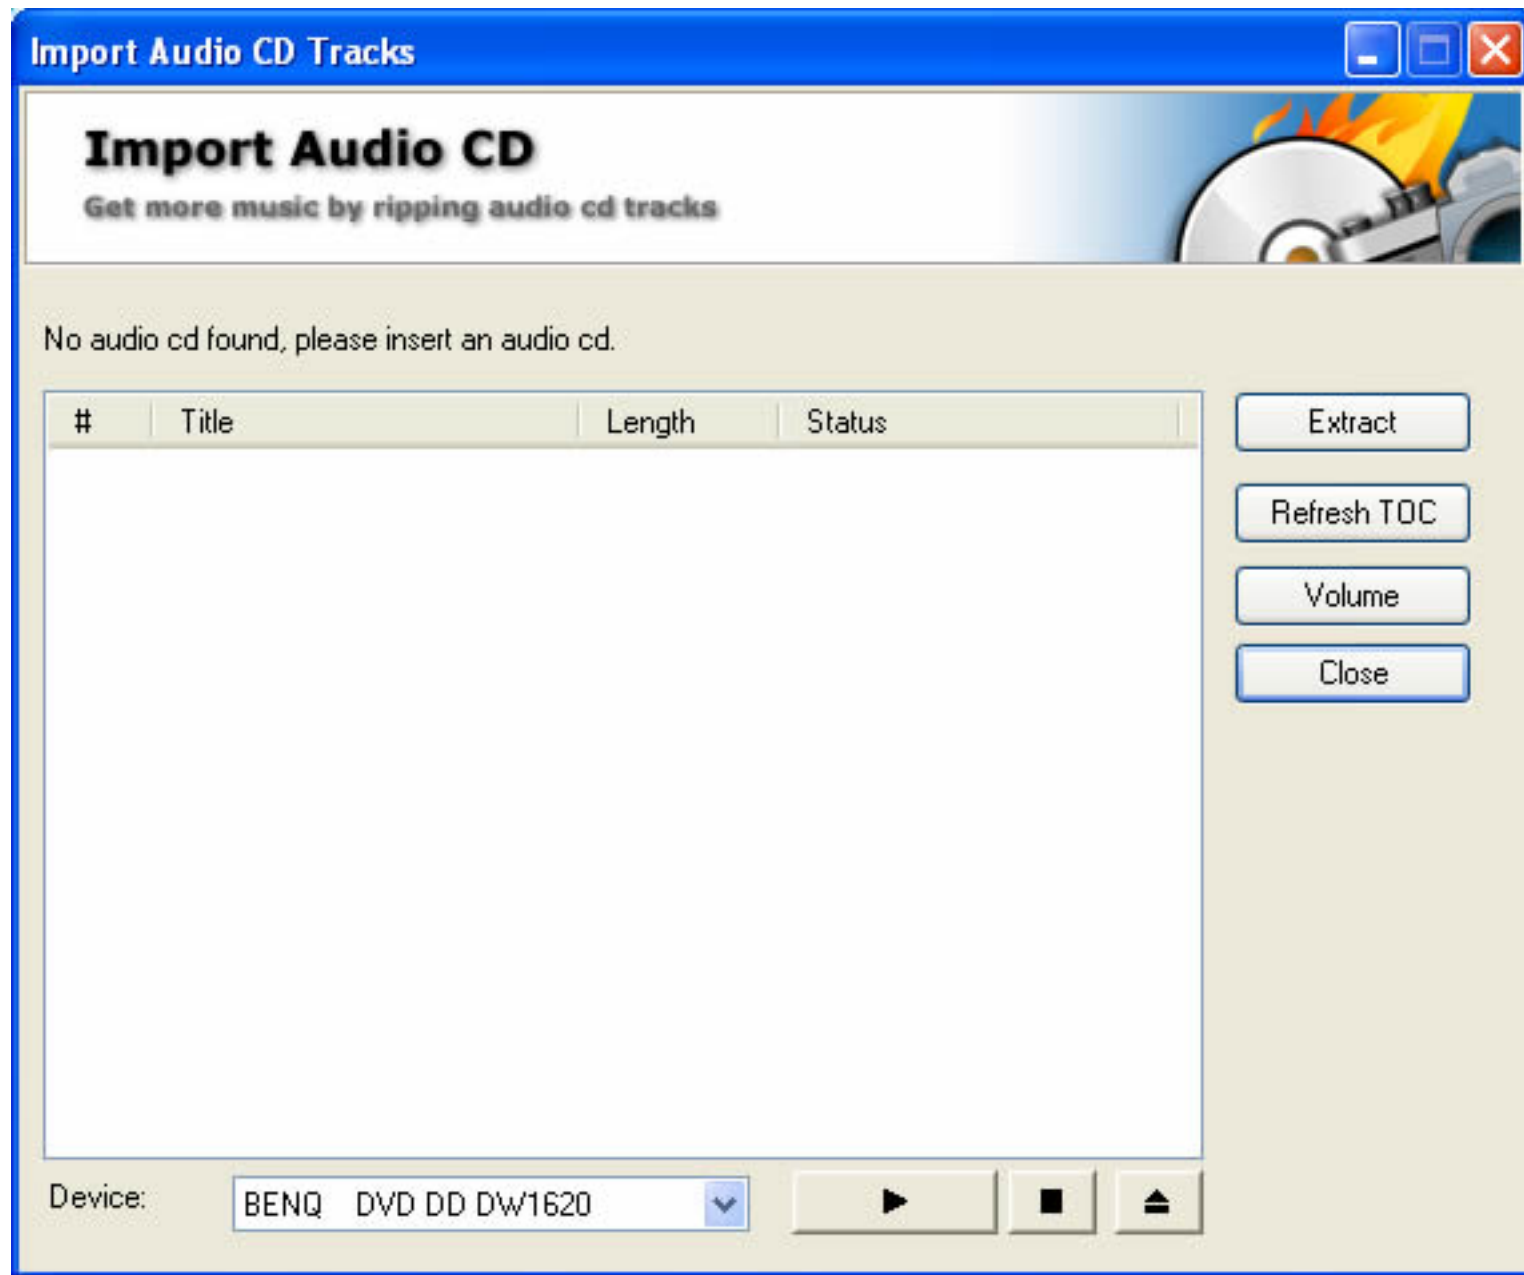 Import Audio CD Tracks
Import Audio CD
Get more music by ripping audio cd tracks
No audio cd found, please insert an audio cd.
# Title Length Status
Extract
Refresh TOC
Volume
Close
Device: BENQ DVD DD DW1620